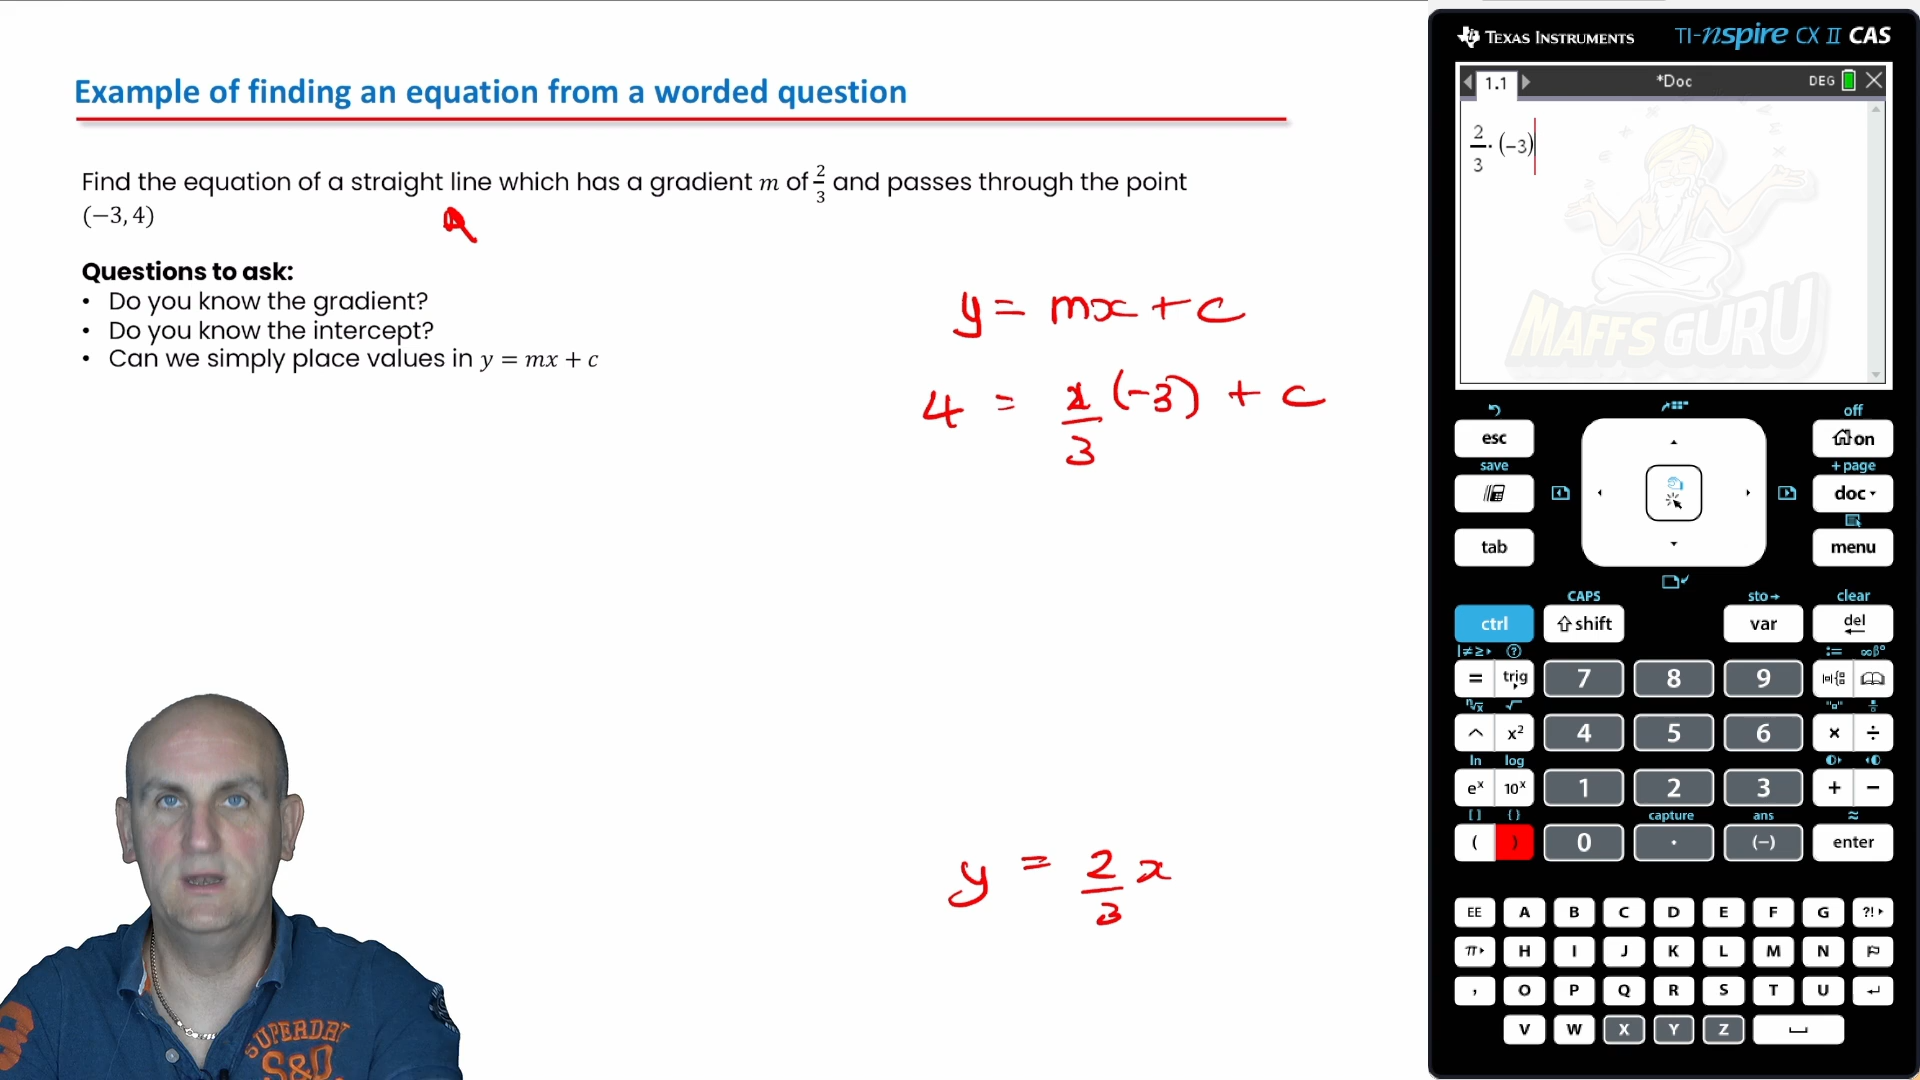 Example of finding an equation from a worded question
Find the equation of a straight line which has a gradient m of 2/3 and passes through the point
(−3, 4)
Questions to ask:
• Do you know the gradient?
• Do you know the intercept?
• Can we simply place values in y = mx + c
y = mx + c
4 = 2/3 (-3) + c
y = 2/3 x
SUPERDRY
S&D
TEXAS INSTRUMENTS TI-nspire CX II CAS
1.1 *Doc DEG
2/3 · (−3)
MAFFS GURU
off
esc on
save + page
doc
tab menu
CAPS sto→ clear
ctrl shift var del
|≠≥▸ ? := ∞β°
= trig 7 8 9
ⁿ√x √
^ x² 4 5 6 × ÷
ln log
eˣ 10ˣ 1 2 3 + −
[ ] { } capture ans ≈
( ) 0 . (−) enter
EE A B C D E F G ?!▸
π▸ H I J K L M N
, O P Q R S T U ↵
V W X Y Z